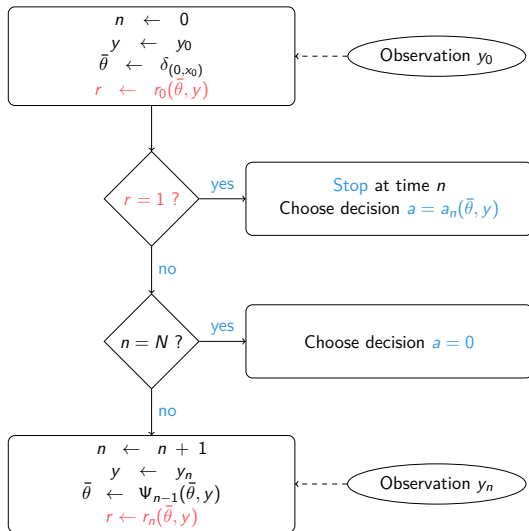 n ← 0
y ← y₀
θ̄ ← δ₍₀,ₓ₀₎
r ← r₀(θ̄, y)
Observation y₀
r = 1 ?
yes
Stop at time n
Choose decision a = aₙ(θ̄, y)
no
n = N ?
yes
Choose decision a = 0
no
n ← n + 1
y ← yₙ
θ̄ ← Ψₙ₋₁(θ̄, y)
r ← rₙ(θ̄, y)
Observation yₙ